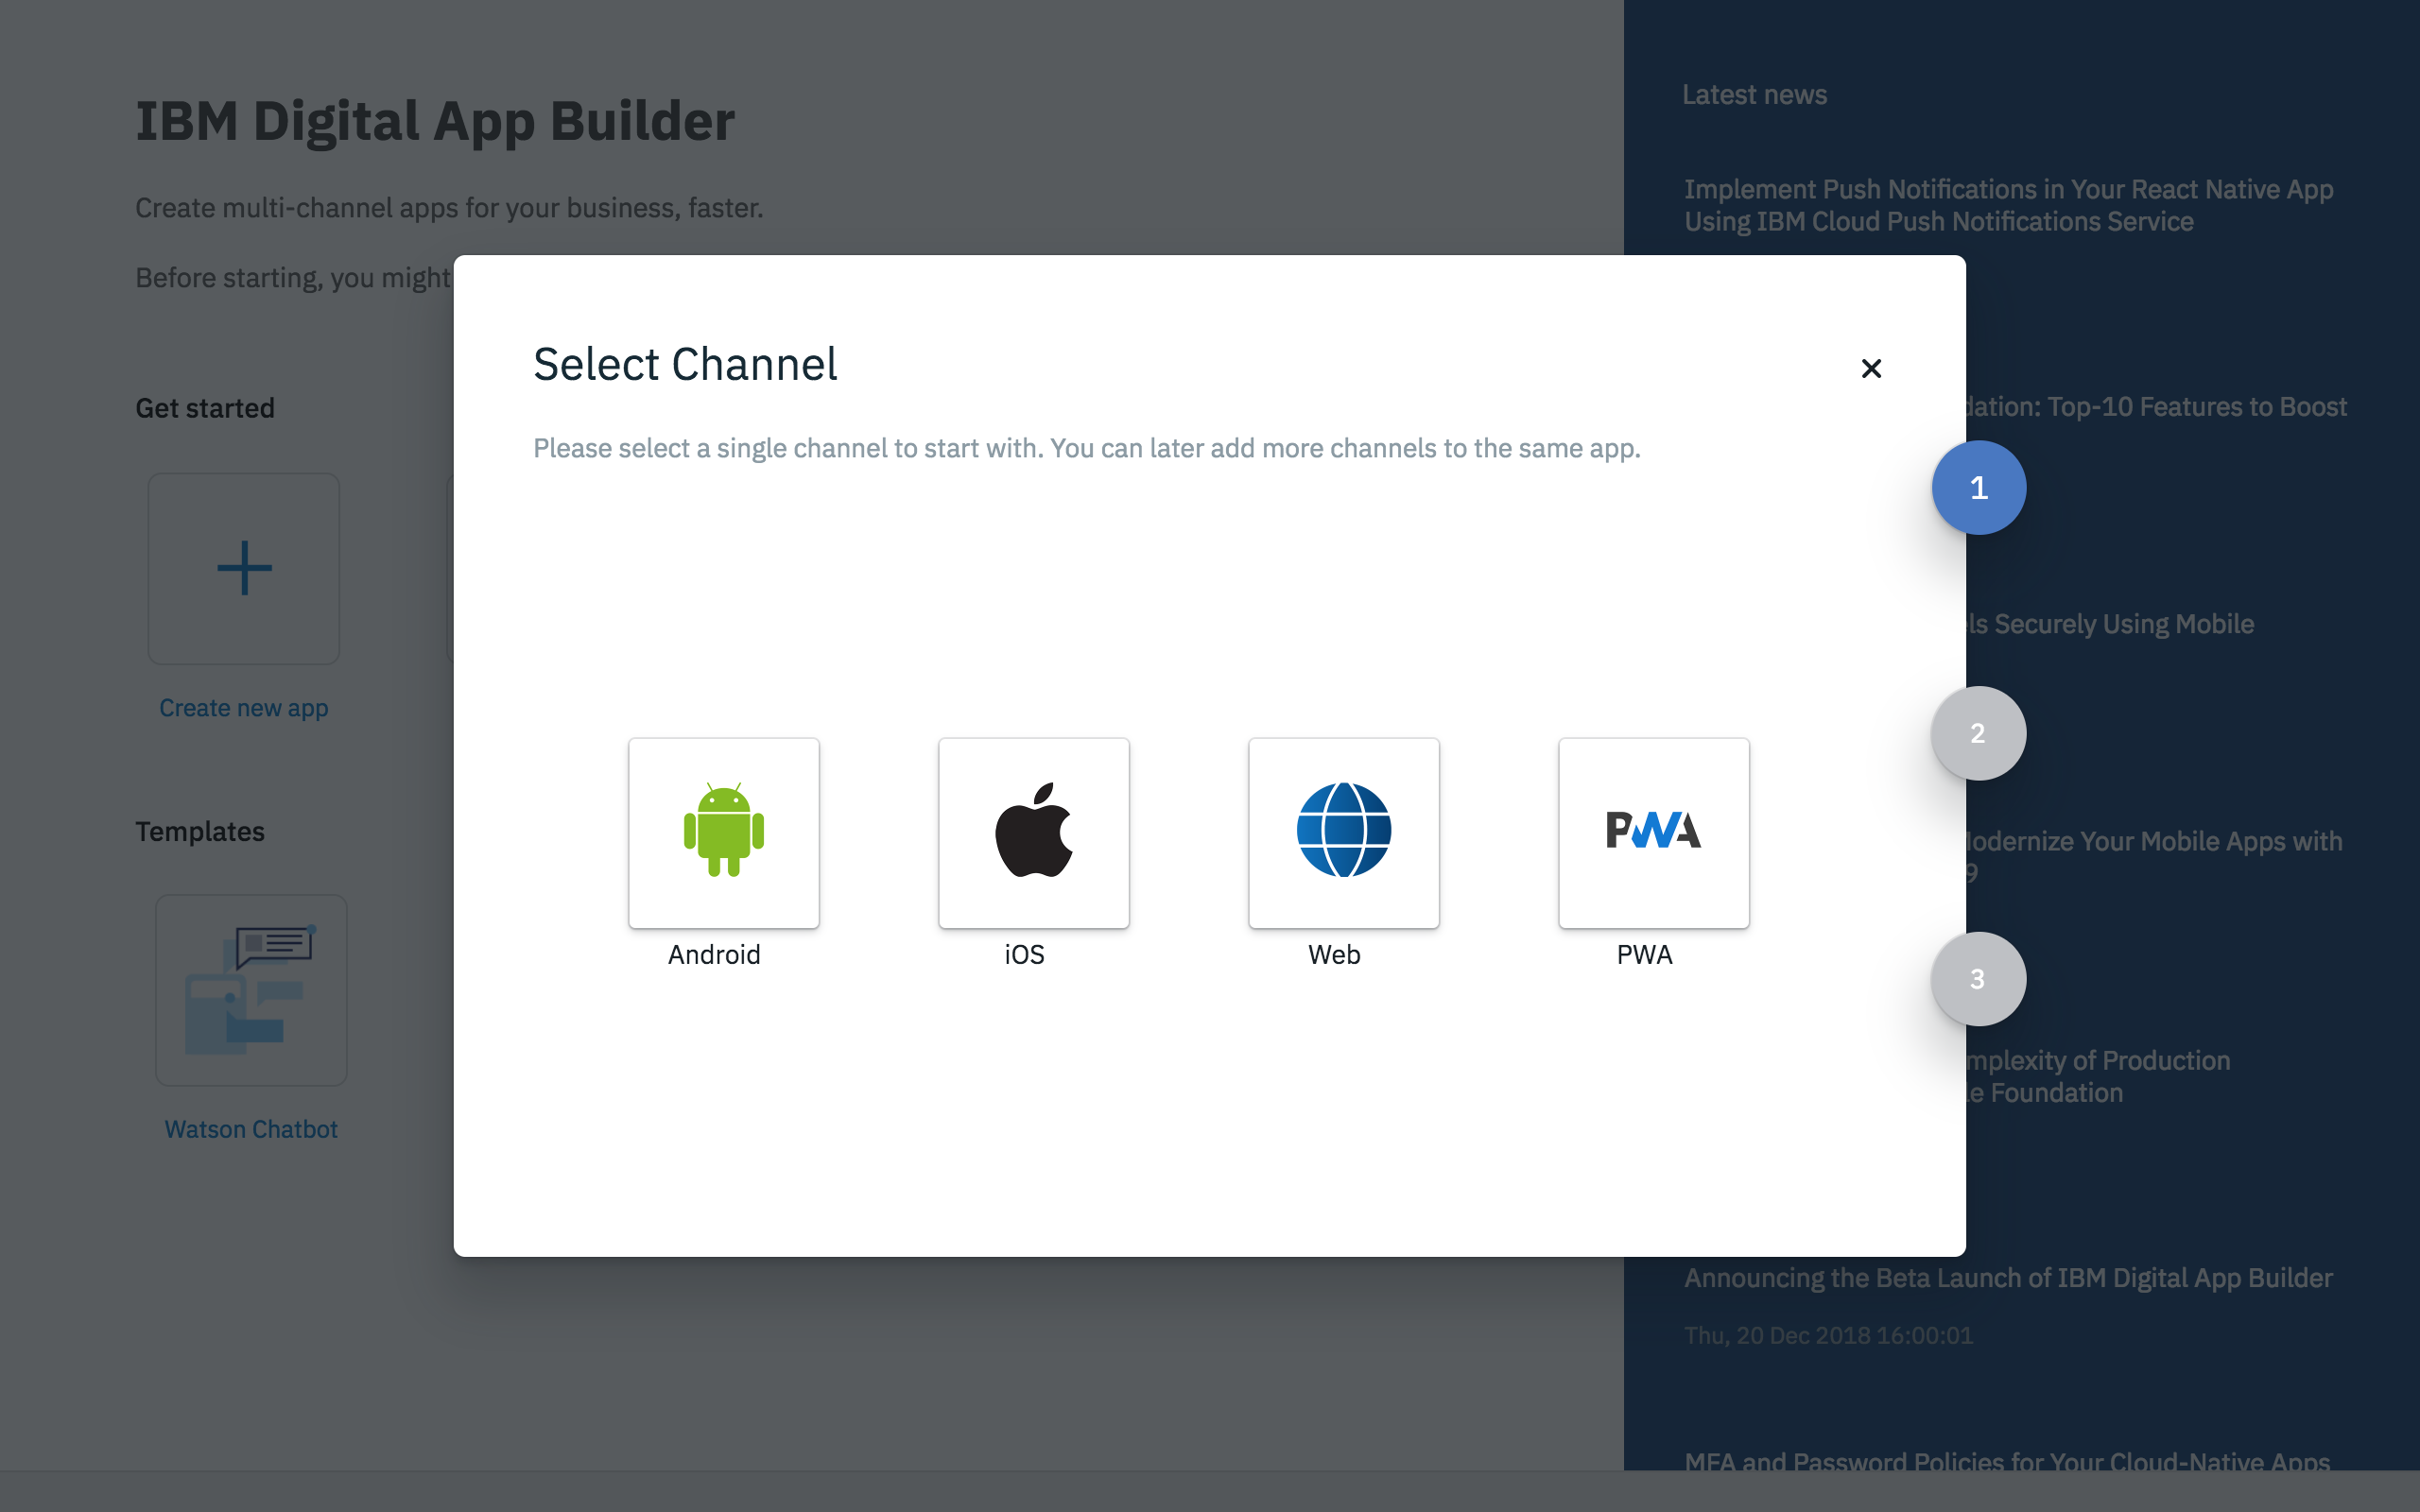 IBM Digital App Builder
Create multi-channel apps for your business, faster.
Before starting, you might
Get started
Create new app
Templates
Watson Chatbot
Select Channel
Please select a single channel to start with. You can later add more channels to the same app.
PWA
Android
iOS
Web
PWA
1
2
3
Latest news
Implement Push Notifications in Your React Native App
Using IBM Cloud Push Notifications Service
Top-10 Features to Boost
Securely Using Mobile
Your Mobile Apps with
9
of Production
Foundation
Announcing the Beta Launch of IBM Digital App Builder
Thu, 20 Dec 2018 16:00:01
MFA and Password Policies for Your Cloud-Native Apps